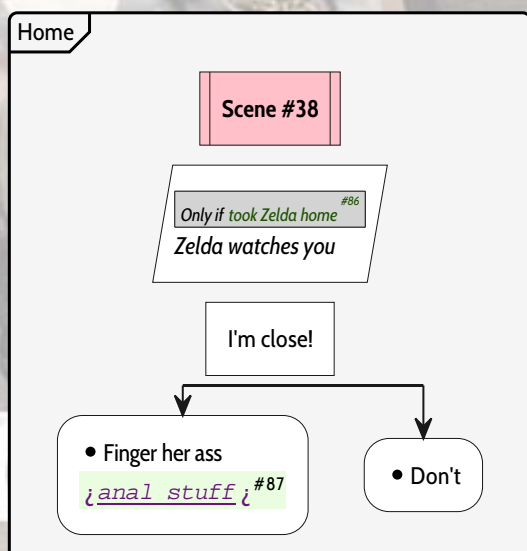 Home
Scene #38
#86
Only if took Zelda home
Zelda watches you
I'm close!
• Finger her ass
¿anal stuff¿ #87
• Don't